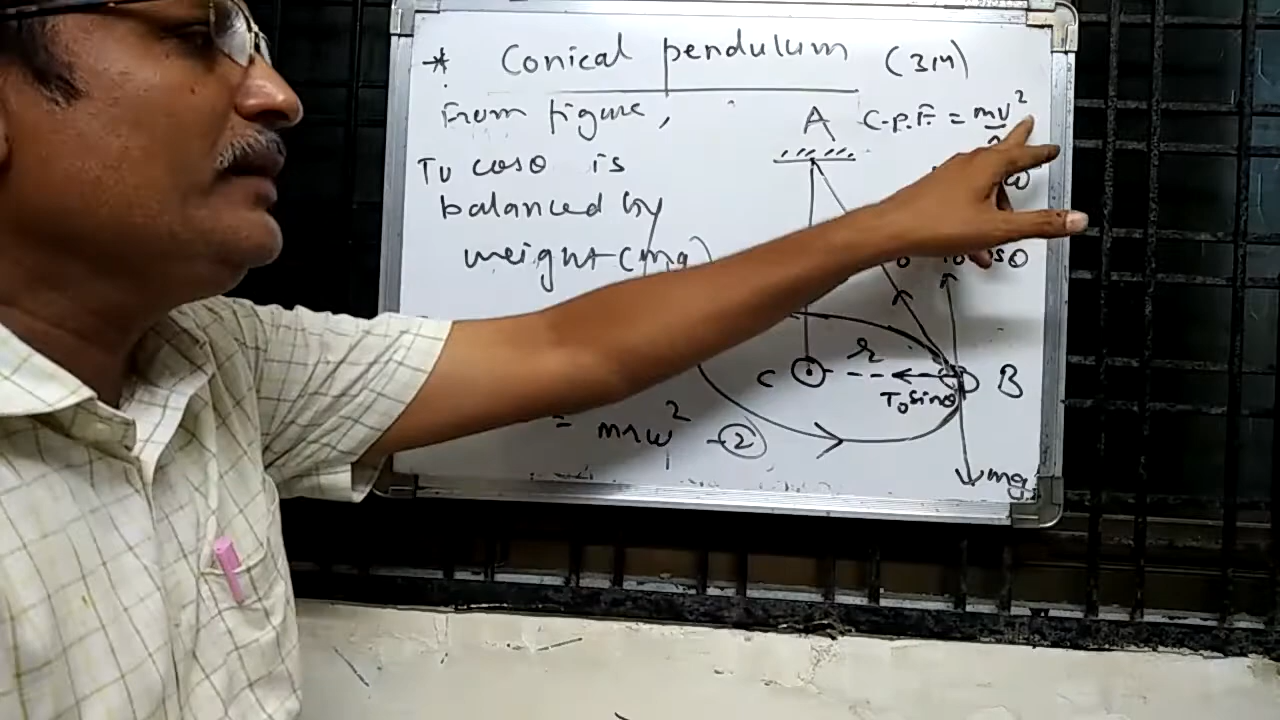 * Conical pendulum (3M)
From figure,
T0 cosθ is
balanced by
weight (mg)
= mrω² -②
A
C.P.F. = mv²
ω
θ
C
r
B
T0 sinθ
mg